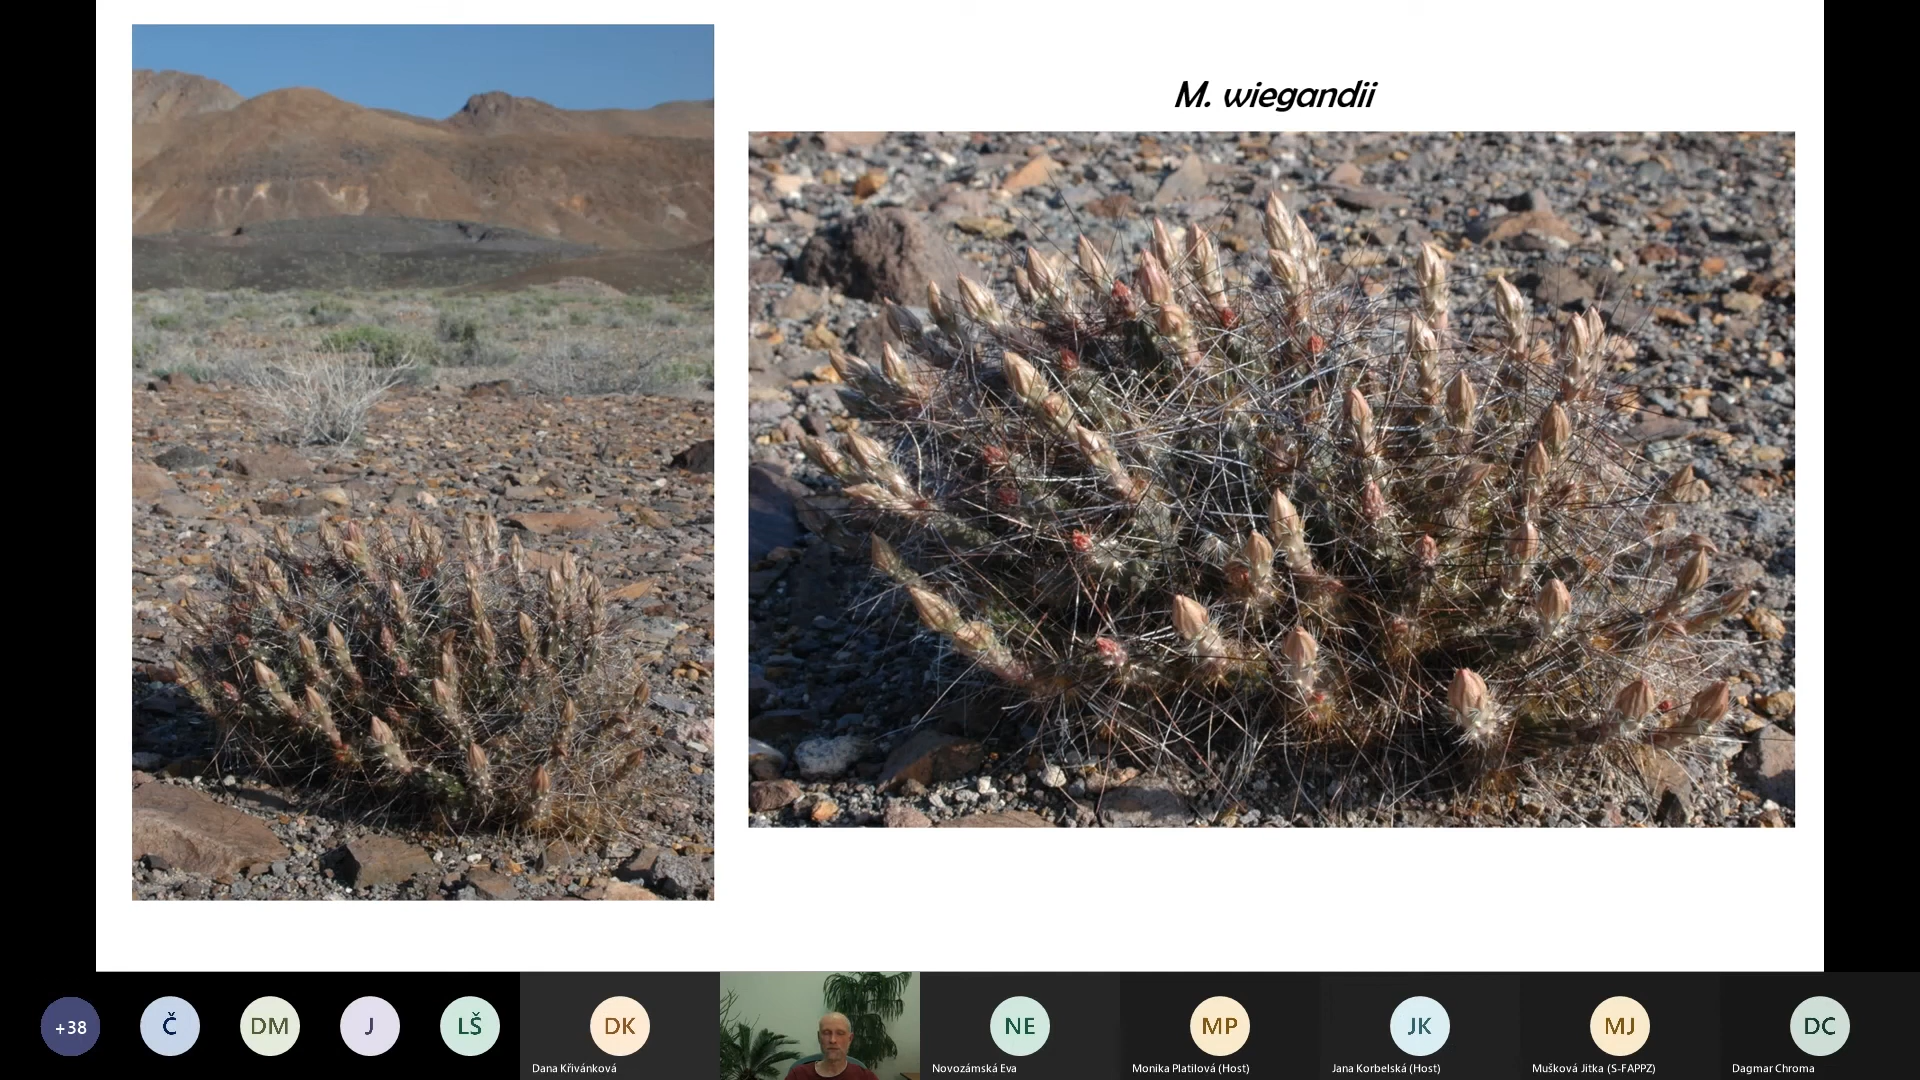 M. wiegandii
+38
Č
DM
J
LŠ
DK
NE
MP
JK
MJ
DC
Dana Křivánková
Novozámská Eva
Monika Platilová (Host)
Jana Korbelská (Host)
Mušková Jitka (S-FAPPZ)
Dagmar Chroma